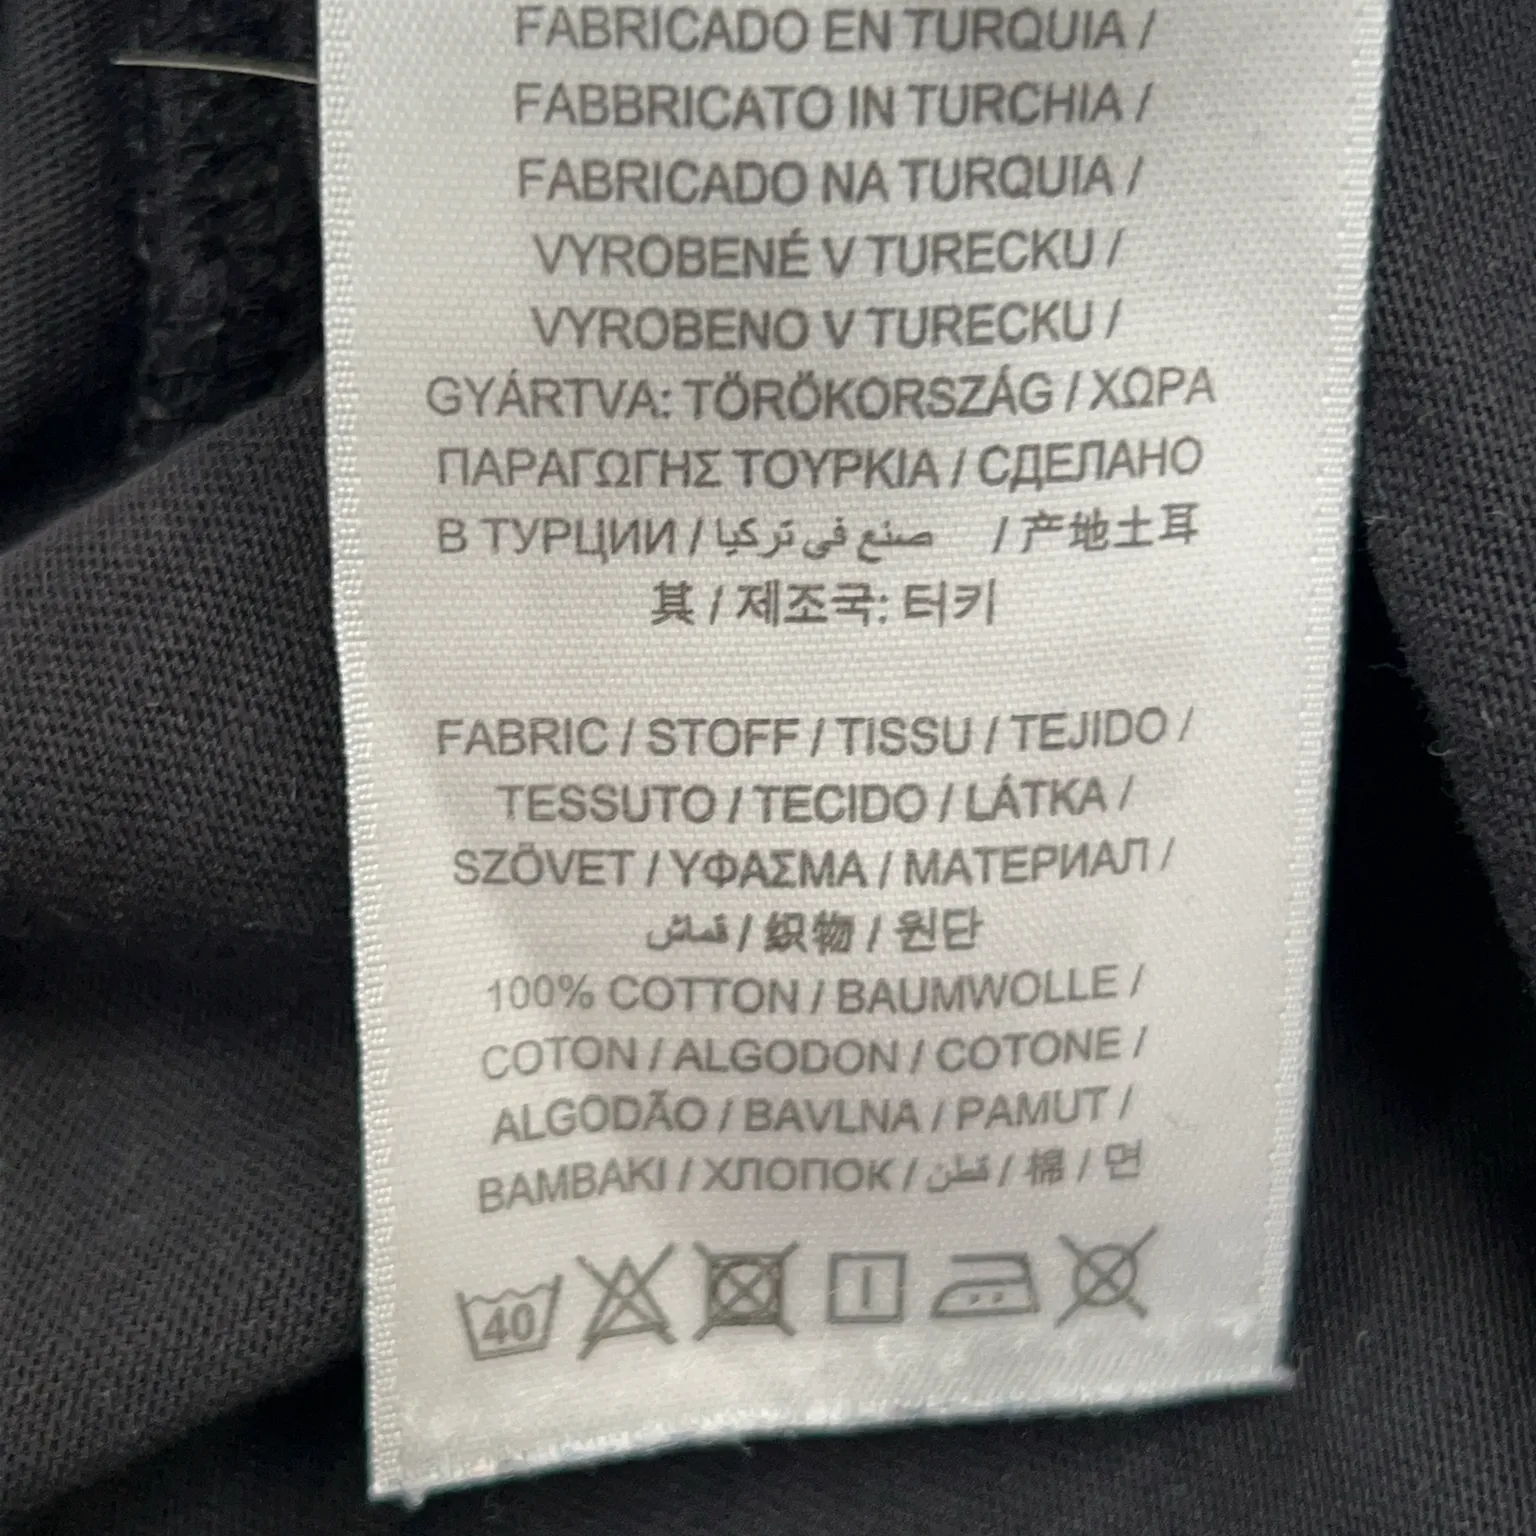 FABRICADO EN TURQUIA /
FABBRICATO IN TURCHIA /
FABRICADO NA TURQUIA /
VYROBENÉ V TURECKU /
VYROBENO V TURECKU /
GYÁRTVA: TÖRÖKORSZÁG / ΧΩΡΑ
ΠΑΡΑΓΩΓΗΣ ΤΟΥΡΚΙΑ / СДЕЛАНО
В ТУРЦИИ / صنع في تركيا / 产地土耳
其 / 제조국: 터키
FABRIC / STOFF / TISSU / TEJIDO /
TESSUTO / TECIDO / LÁTKA /
SZÖVET / ΥΦΑΣΜΑ / МАТЕРИАЛ /
قماش / 织物 / 원단
100% COTTON / BAUMWOLLE /
COTON / ALGODON / COTONE /
ALGODÃO / BAVLNA / PAMUT /
BAMBAKI / ХЛОПОК / قطن / 棉 / 면
40